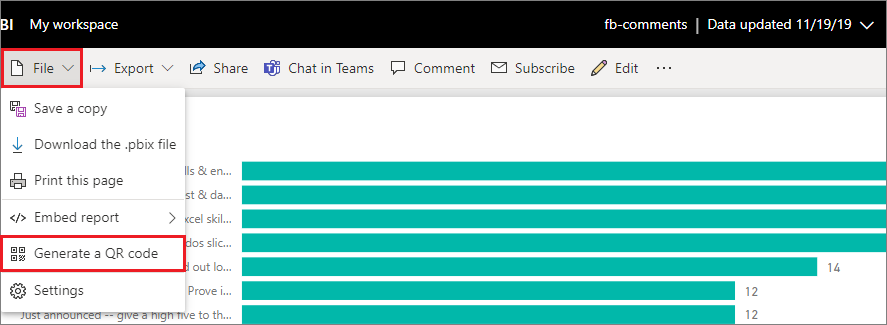 BI My workspace fb-comments | Data updated 11/19/19
File Export Share Chat in Teams Comment Subscribe Edit ...
Save a copy
Download the .pbix file
Print this page
lls & en...
st & da...
Embed report
xcel skil...
dos slic...
Generate a QR code
d out lo...
14
Settings
Prove i...
12
Just announced -- give a high five to th...
12